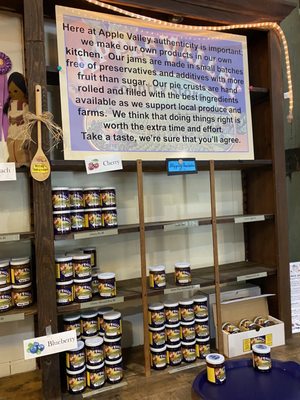 Here at Apple Valley authenticity is important,
we make our own products in our own
kitchen. Our jams are made in small batches
free of preservatives and additives with more
fruit than sugar. Our pie crusts are hand
rolled and filled with the best ingredients
available as we support local produce and
farms. We think that doing things right is
worth the extra time and effort.
Take a taste, we're sure that you'll agree.
Cherry
Blueberry